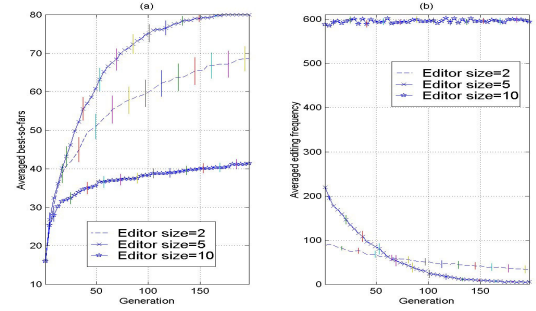 (a)
80
70
60
50
40
30
20
10
Averaged best-so-fars
50
100
150
Generation
Editor size=2
Editor size=5
Editor size=10
(b)
600
500
400
300
200
100
0
Averaged editing frequency
50
100
150
Generation
Editor size=2
Editor size=5
Editor size=10